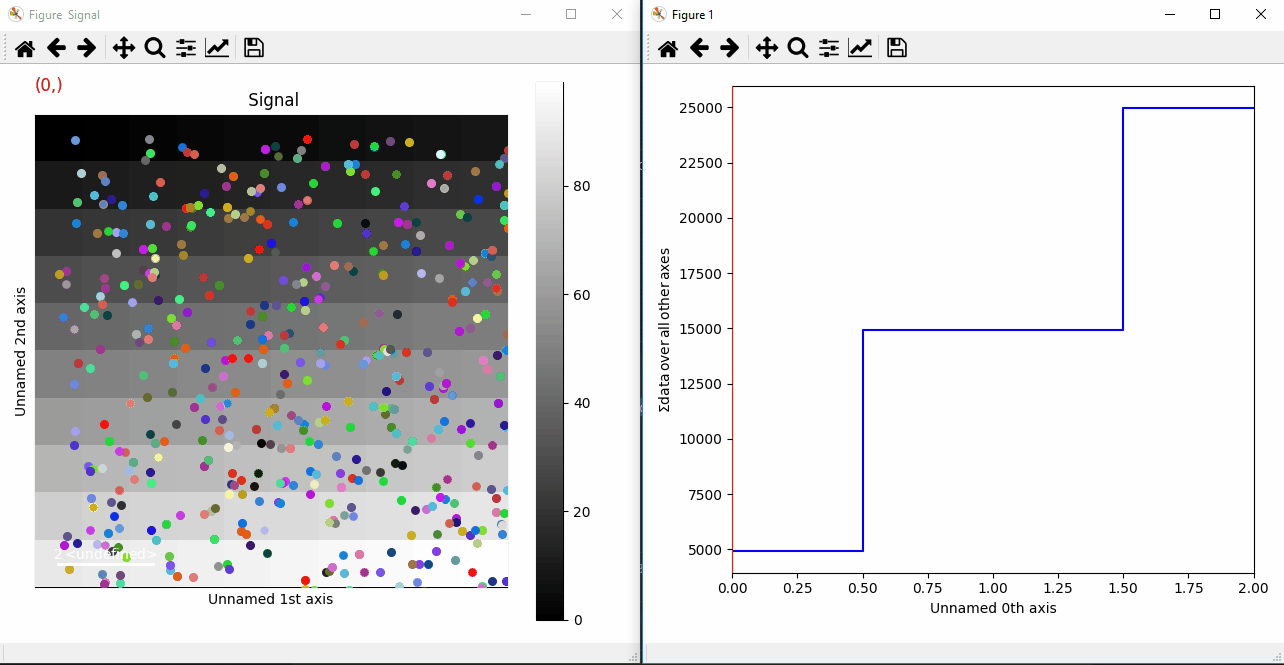 Figure Signal
(0,)
Signal
80
60
40
20
0
Unnamed 2nd axis
2 <undefined>
Unnamed 1st axis
Figure 1
25000
22500
20000
17500
15000
12500
10000
7500
5000
Σdata over all other axes
0.00 0.25 0.50 0.75 1.00 1.25 1.50 1.75 2.00
Unnamed 0th axis